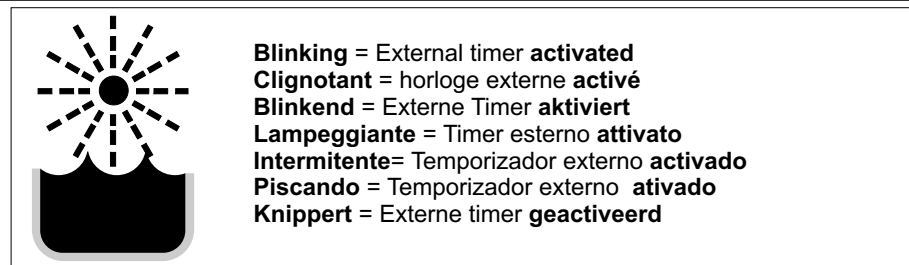 Blinking = External timer activated
Clignotant = horloge externe activé
Blinkend = Externe Timer aktiviert
Lampeggiante = Timer esterno attivato
Intermitente= Temporizador externo activado
Piscando = Temporizador externo ativado
Knippert = Externe timer geactiveerd